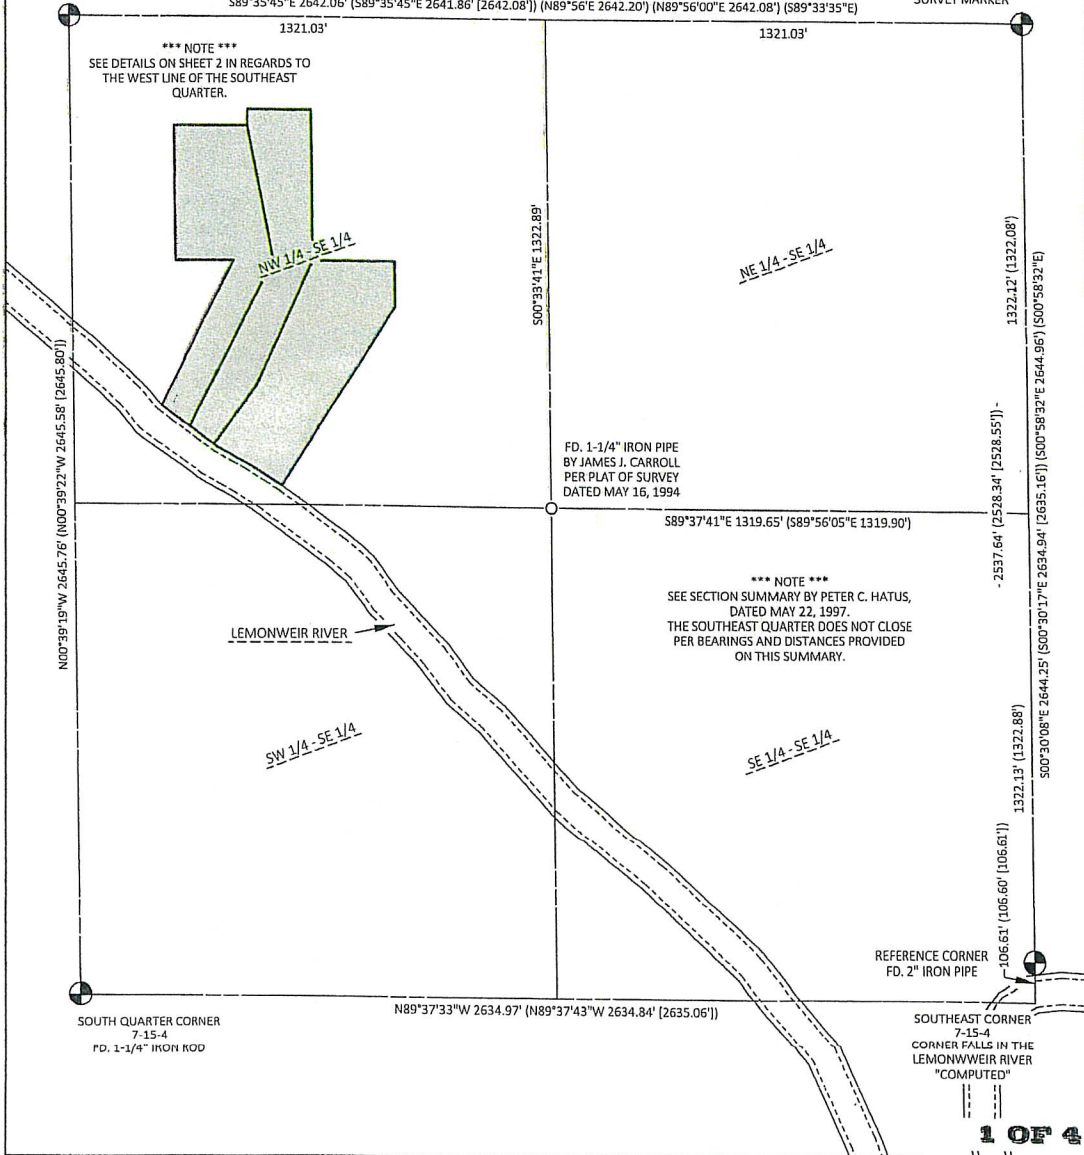 S89°35'45"E 2642.06' (S89°35'45"E 2641.86' [2642.08']) (N89°56'E 2642.20') (N89°56'00"E 2642.08') (S89°33'35"E)
SURVEY MARKER
1321.03'
1321.03'
*** NOTE ***
SEE DETAILS ON SHEET 2 IN REGARDS TO
THE WEST LINE OF THE SOUTHEAST
QUARTER.
NW 1/4 - SE 1/4
S00°33'41"E 1322.89'
NE 1/4 - SE 1/4
1322.12' (1322.08')
N00°39'19"W 2645.76' (N00°39'22"W 2645.58' [2645.80'])
FD. 1-1/4" IRON PIPE
BY JAMES J. CARROLL
PER PLAT OF SURVEY
DATED MAY 16, 1994
S89°37'41"E 1319.65' (S89°56'05"E 1319.90')
- 2537.64' (2528.34' [2528.55']) -
S00°30'08"E 2644.25' (S00°30'17"E 2634.94' [2635.16']) (S00°58'32"E 2644.96') (S00°58'32"E)
*** NOTE ***
SEE SECTION SUMMARY BY PETER C. HATUS,
DATED MAY 22, 1997.
THE SOUTHEAST QUARTER DOES NOT CLOSE
PER BEARINGS AND DISTANCES PROVIDED
ON THIS SUMMARY.
LEMONWEIR RIVER
SW 1/4 - SE 1/4
SE 1/4 - SE 1/4
1322.13' (1322.88')
106.61' (106.60' [106.61'])
REFERENCE CORNER
FD. 2" IRON PIPE
N89°37'33"W 2634.97' (N89°37'43"W 2634.84' [2635.06'])
SOUTH QUARTER CORNER
7-15-4
FD. 1-1/4" IRON ROD
SOUTHEAST CORNER
7-15-4
CORNER FALLS IN THE
LEMONWWEIR RIVER
"COMPUTED"
1 OF 4